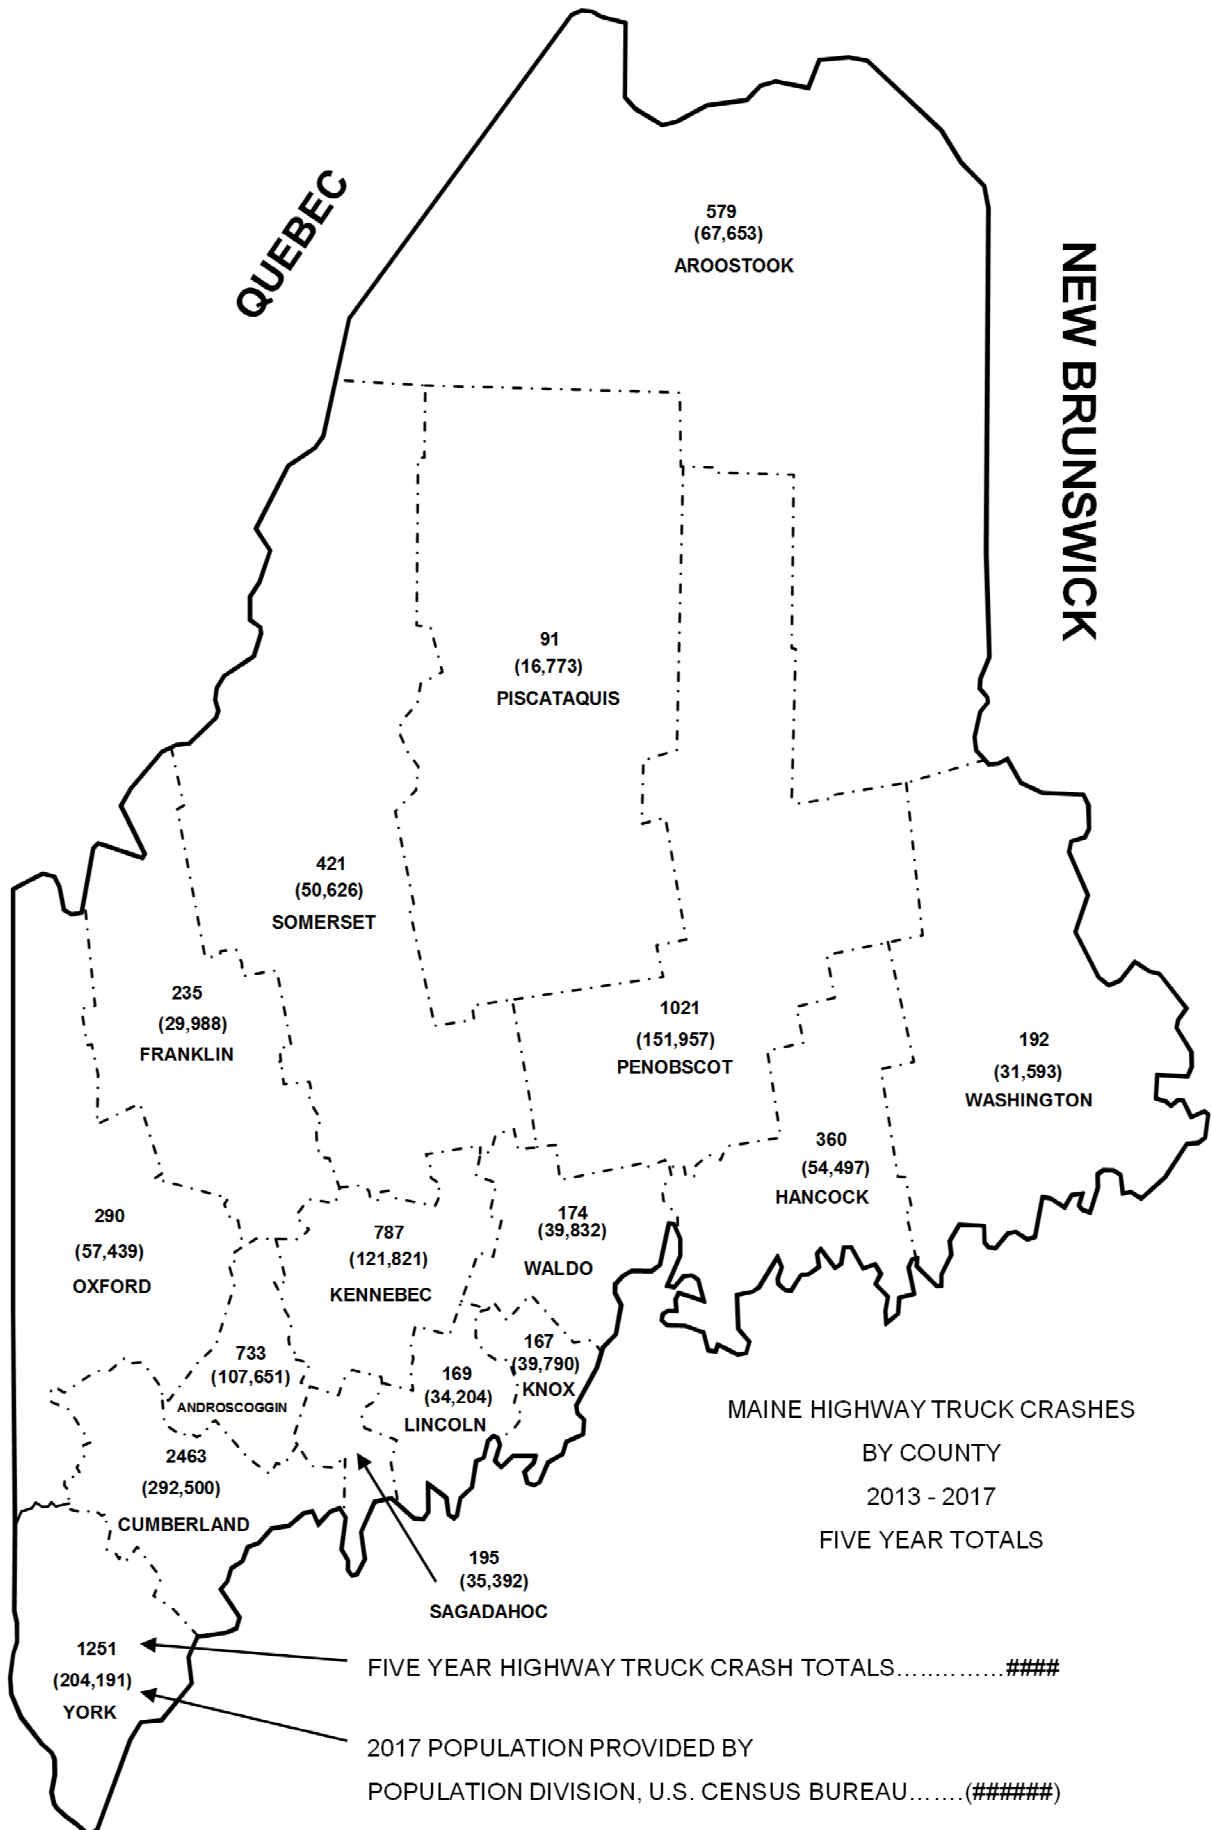 QUEBEC
579
(67,653)
AROOSTOOK
NEW BRUNSWICK
91
(16,773)
PISCATAQUIS
421
(50,626)
SOMERSET
235
(29,988)
FRANKLIN
1021
(151,957)
PENOBSCOT
192
(31,593)
WASHINGTON
360
(54,497)
HANCOCK
290
(57,439)
OXFORD
787
(121,821)
KENNEBEC
174
(39,832)
WALDO
733
(107,651)
ANDROSCOGGIN
169
(34,204)
LINCOLN
167
(39,790)
KNOX
2463
(292,500)
CUMBERLAND
195
(35,392)
SAGADAHOC
1251
(204,191)
YORK
MAINE HIGHWAY TRUCK CRASHES
BY COUNTY
2013 - 2017
FIVE YEAR TOTALS
FIVE YEAR HIGHWAY TRUCK CRASH TOTALS..............####
2017 POPULATION PROVIDED BY
POPULATION DIVISION, U.S. CENSUS BUREAU.......(######)